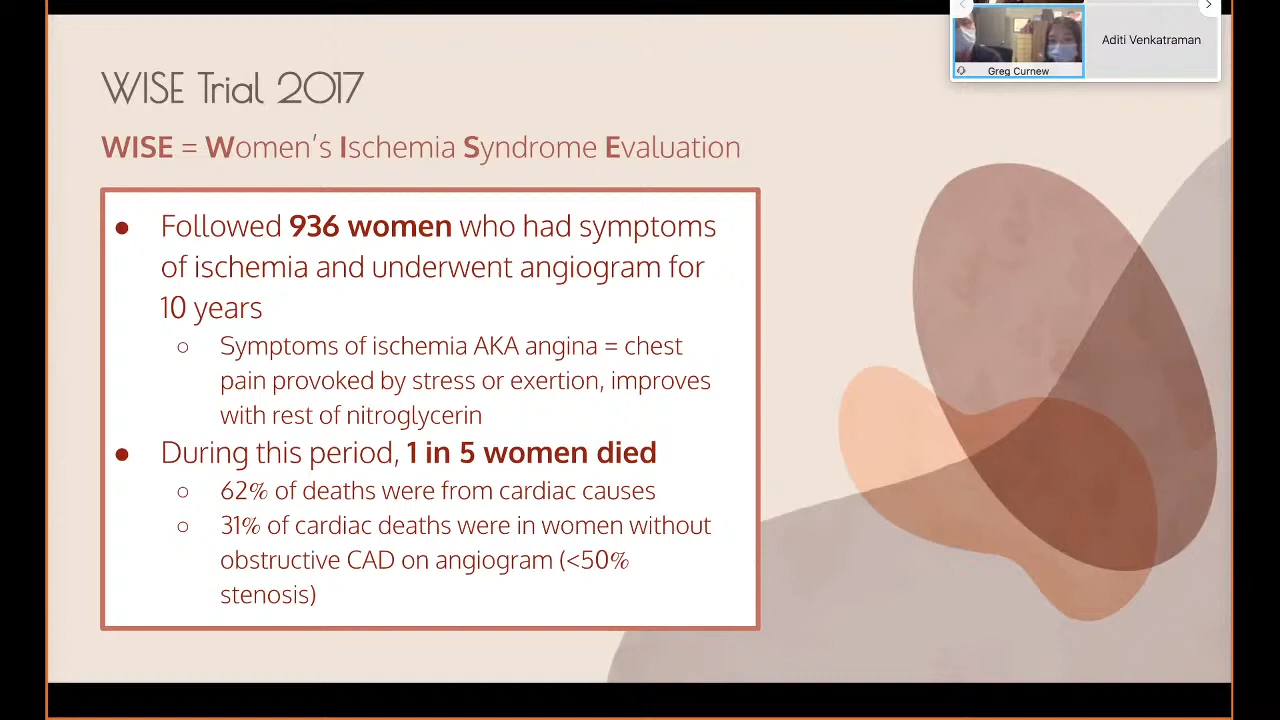 WISE Trial 2017
WISE = Women's Ischemia Syndrome Evaluation
● Followed 936 women who had symptoms
of ischemia and underwent angiogram for
10 years
○ Symptoms of ischemia AKA angina = chest
pain provoked by stress or exertion, improves
with rest of nitroglycerin
● During this period, 1 in 5 women died
○ 62% of deaths were from cardiac causes
○ 31% of cardiac deaths were in women without
obstructive CAD on angiogram (<50%
stenosis)
Greg Curnew
Aditi Venkatraman